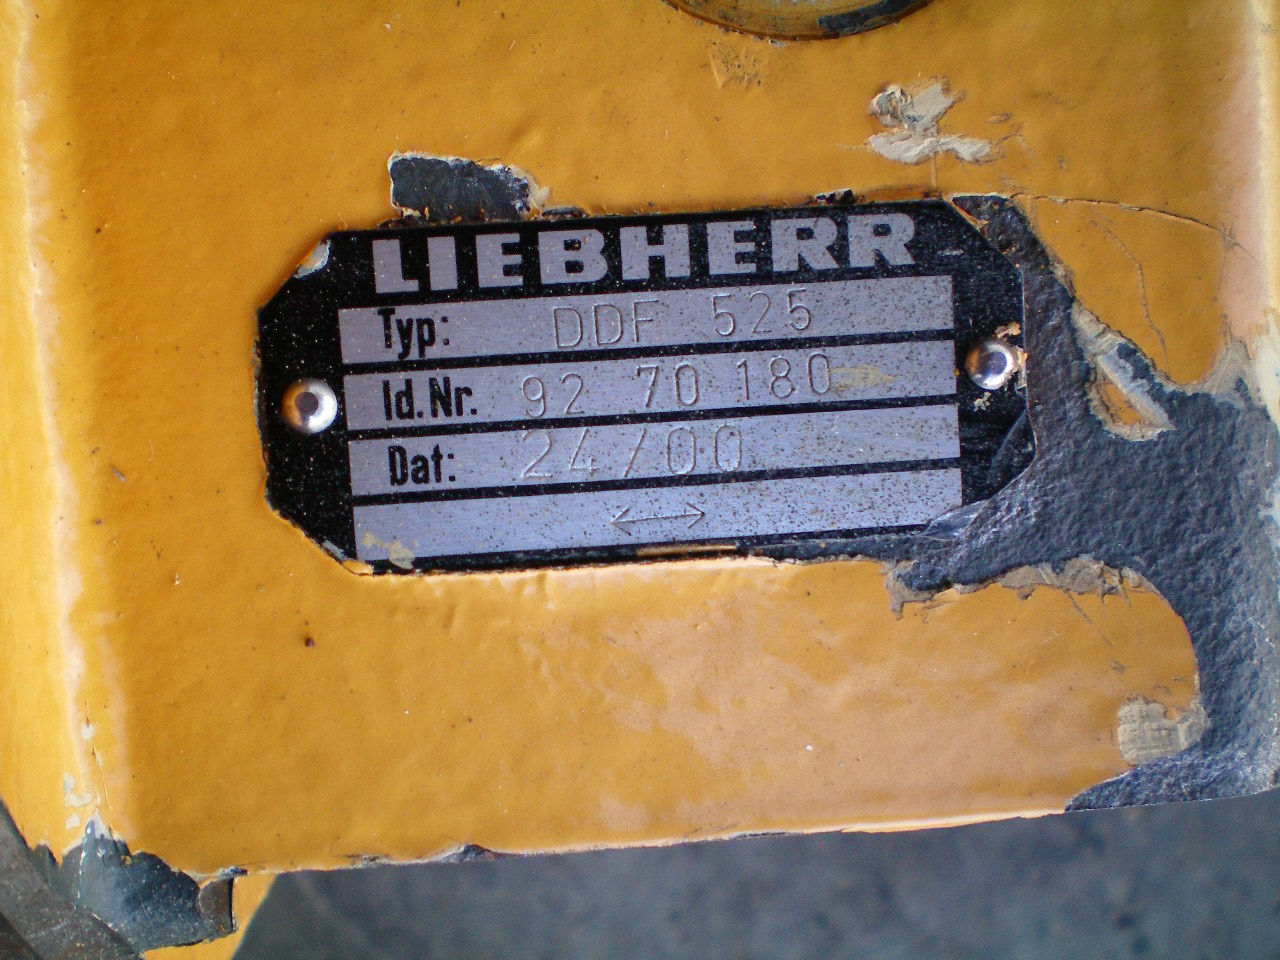 LIEBHERR
Typ: DDF 525
Id.Nr. 92 70 180
Dat: 24/00